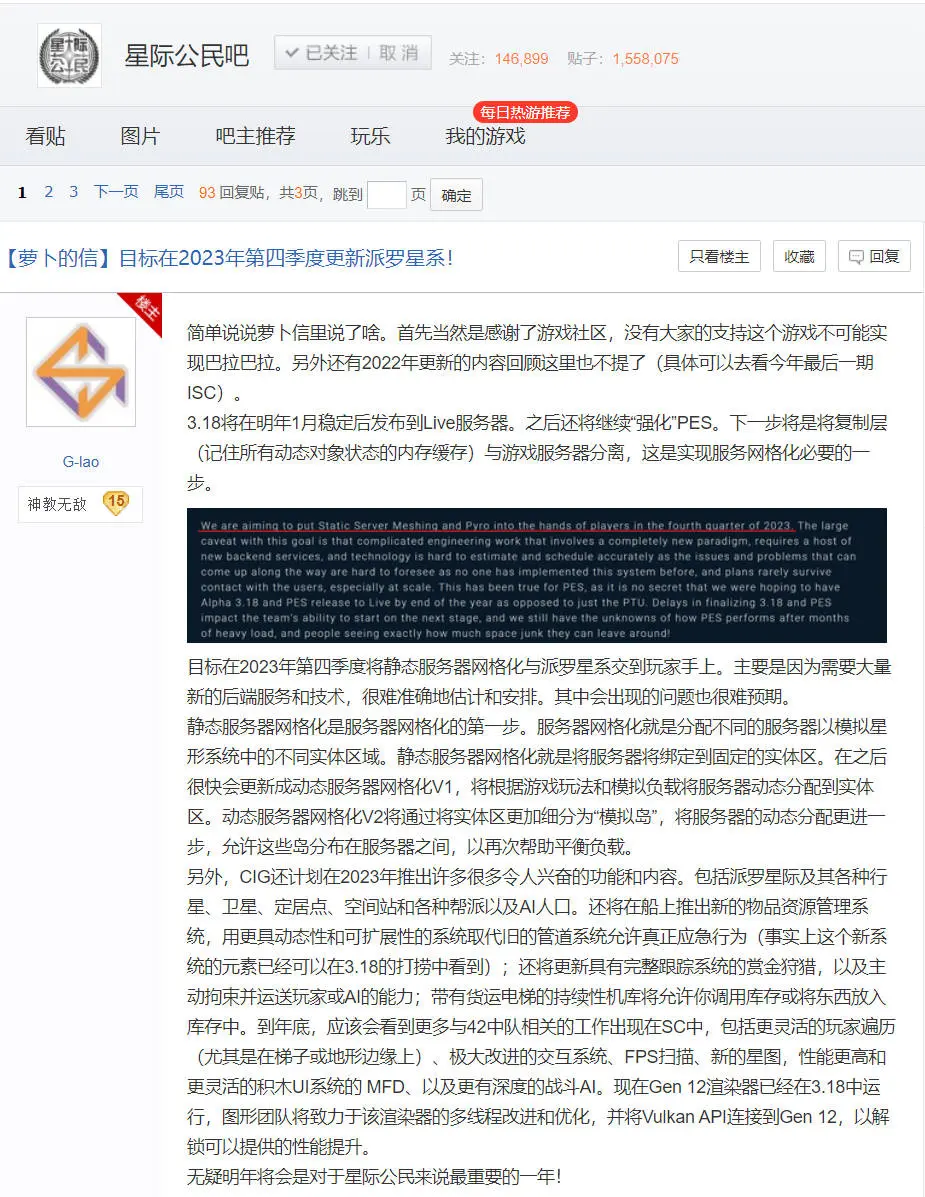 星际公民
星际公民吧
已关注
取消
关注：146,899 贴子：1,558,075
每日热游推荐
看贴 图片 吧主推荐 玩乐 我的游戏
1 2 3 下一页 尾页 93回复贴，共3页，跳到 页 确定
【萝卜的信】目标在2023年第四季度更新派罗星系！
只看楼主 收藏 回复
楼主
G-lao
神教无敌 15
简单说说萝卜信里说了啥。首先当然是感谢了游戏社区，没有大家的支持这个游戏不可能实
现巴拉巴拉。另外还有2022年更新的内容回顾这里也不提了（具体可以去看今年最后一期
ISC）。
3.18将在明年1月稳定后发布到Live服务器。之后还将继续“强化”PES。下一步将是将复制层
（记住所有动态对象状态的内存缓存）与游戏服务器分离，这是实现服务网格化必要的一
步。
We are aiming to put Static Server Meshing and Pyro into the hands of players in the fourth quarter of 2023. The large
caveat with this goal is that complicated engineering work that involves a completely new paradigm, requires a host of
new backend services, and technology is hard to estimate and schedule accurately as the issues and problems that can
come up along the way are hard to foresee as no one has implemented this system before, and plans rarely survive
contact with the users, especially at scale. This has been true for PES, as it is no secret that we were hoping to have
Alpha 3.18 and PES release to Live by end of the year as opposed to just the PTU. Delays in finalizing 3.18 and PES
impact the team's ability to start on the next stage, and we still have the unknowns of how PES performs after months
of heavy load, and people seeing exactly how much space junk they can leave around!
目标在2023年第四季度将静态服务器网格化与派罗星系交到玩家手上。主要是因为需要大量
新的后端服务和技术，很难准确地估计和安排。其中会出现的问题也很难预期。
静态服务器网格化是服务器网格化的第一步。服务器网格化就是分配不同的服务器以模拟星
形系统中的不同实体区域。静态服务器网格化就是将服务器将绑定到固定的实体区。在之后
很快会更新成动态服务器网格化V1，将根据游戏玩法和模拟负载将服务器动态分配到实体
区。动态服务器网格化V2将通过将实体区更加细分为“模拟岛”，将服务器的动态分配更进一
步，允许这些岛分布在服务器之间，以再次帮助平衡负载。
另外，CIG还计划在2023年推出许多很多令人兴奋的功能和内容。包括派罗星际及其各种行
星、卫星、定居点、空间站和各种帮派以及AI人口。还将在船上推出新的物品资源管理系
统，用更具动态性和可扩展性的系统取代旧的管道系统允许真正应急行为（事实上这个新系
统的元素已经可以在3.18的打捞中看到）；还将更新具有完整跟踪系统的赏金狩猎，以及主
动拘束并运送玩家或AI的能力；带有货运电梯的持续性机库将允许你调用库存或将东西放入
库存中。到年底，应该会看到更多与42中队相关的工作出现在SC中，包括更灵活的玩家遍历
（尤其是在梯子或地形边缘上）、极大改进的交互系统、FPS扫描、新的星图，性能更高和
更灵活的积木UI系统的 MFD、以及更有深度的战斗AI。现在Gen 12渲染器已经在3.18中运
行，图形团队将致力于该渲染器的多线程改进和优化，并将Vulkan API连接到Gen 12，以解
锁可以提供的性能提升。
无疑明年将会是对于星际公民来说最重要的一年！